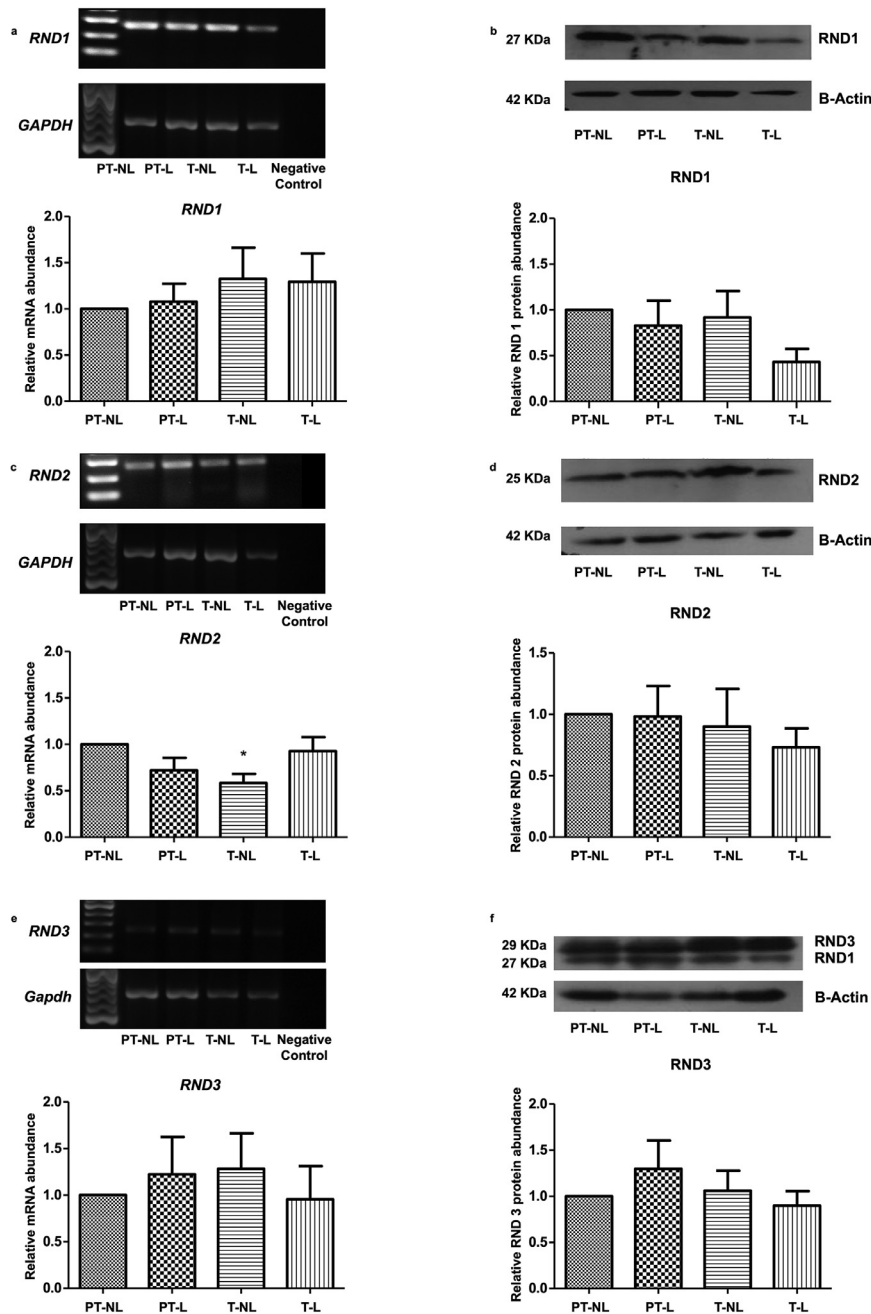 a
RND1
GAPDH
PT-NL PT-L T-NL T-L Negative
Control
RND1
Relative mRNA abundance
2.0
1.5
1.0
0.5
0.0
PT-NL PT-L T-NL T-L
b
27 KDa
RND1
42 KDa
B-Actin
PT-NL PT-L T-NL T-L
RND1
Relative RND 1 protein abundance
2.0
1.5
1.0
0.5
0.0
PT-NL PT-L T-NL T-L
c
RND2
GAPDH
PT-NL PT-L T-NL T-L Negative
Control
RND2
Relative mRNA abundance
2.0
1.5
1.0
0.5
0.0
*
PT-NL PT-L T-NL T-L
d
25 KDa
RND2
42 KDa
B-Actin
PT-NL PT-L T-NL T-L
RND2
Relative RND 2 protein abundance
1.5
1.0
0.5
0.0
PT-NL PT-L T-NL T-L
e
RND3
Gapdh
PT-NL PT-L T-NL T-L Negative
Control
RND3
Relative mRNA abundance
2.0
1.5
1.0
0.5
0.0
PT-NL PT-L T-NL T-L
f
29 KDa
RND3
27 KDa
RND1
42 KDa
B-Actin
PT-NL PT-L T-NL T-L
RND3
Relative RND 3 protein abundance
2.0
1.5
1.0
0.5
0.0
PT-NL PT-L T-NL T-L